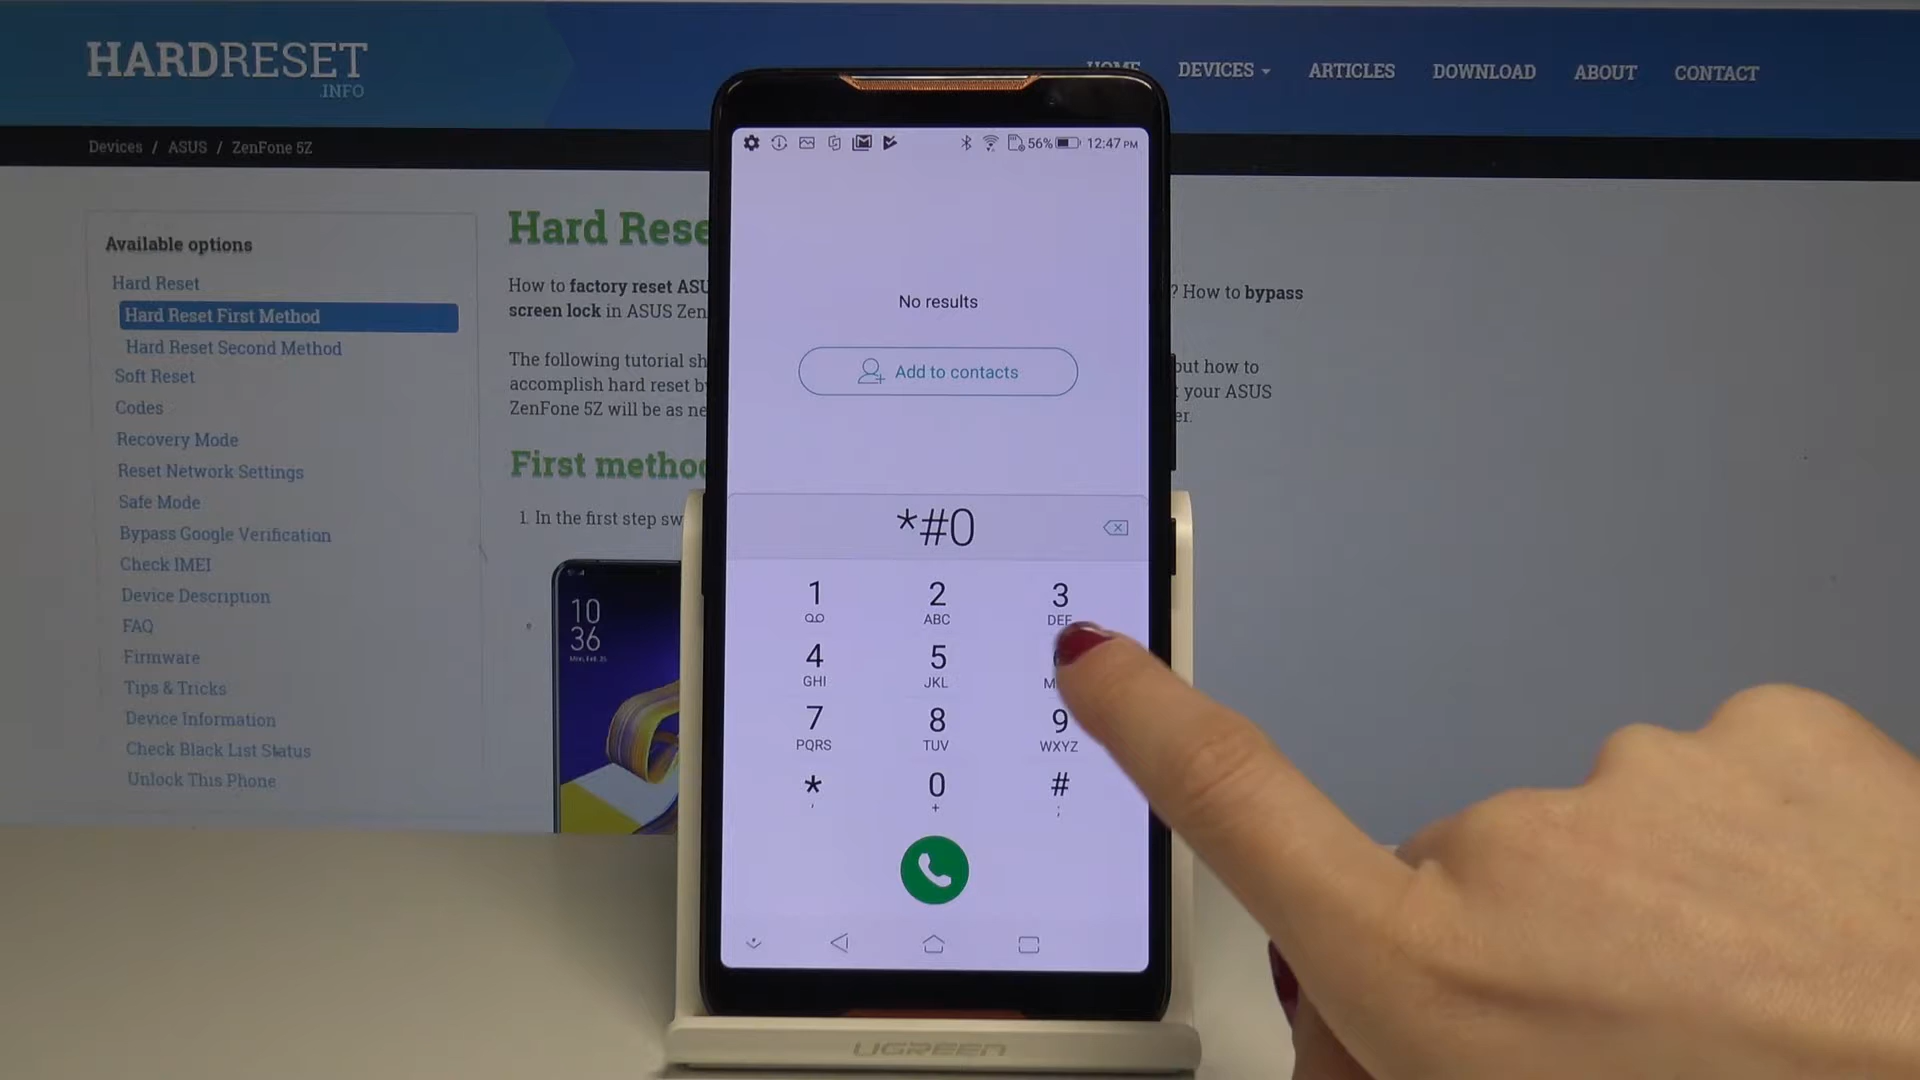 HARDRESET
.INFO
HOME DEVICES ARTICLES DOWNLOAD ABOUT CONTACT
Devices / ASUS / ZenFone 5Z
Available options
Hard Reset
Hard Reset First Method
Hard Reset Second Method
Soft Reset
Codes
Recovery Mode
Reset Network Settings
Safe Mode
Bypass Google Verification
Check IMEI
Device Description
FAQ
Firmware
Tips & Tricks
Device Information
Check Black List Status
Unlock This Phone
Hard Rese
How to factory reset ASU
? How to bypass
screen lock in ASUS Zen
The following tutorial sh
out how to
accomplish hard reset b
t your ASUS
ZenFone 5Z will be as ne
er.
First metho
1. In the first step sw
10
36
56% 12:47 PM
No results
Add to contacts
*#0
1 2 3
ABC DEF
4 5
GHI JKL M
7 8 9
PQRS TUV WXYZ
* 0 #
, + ;
UGREEN